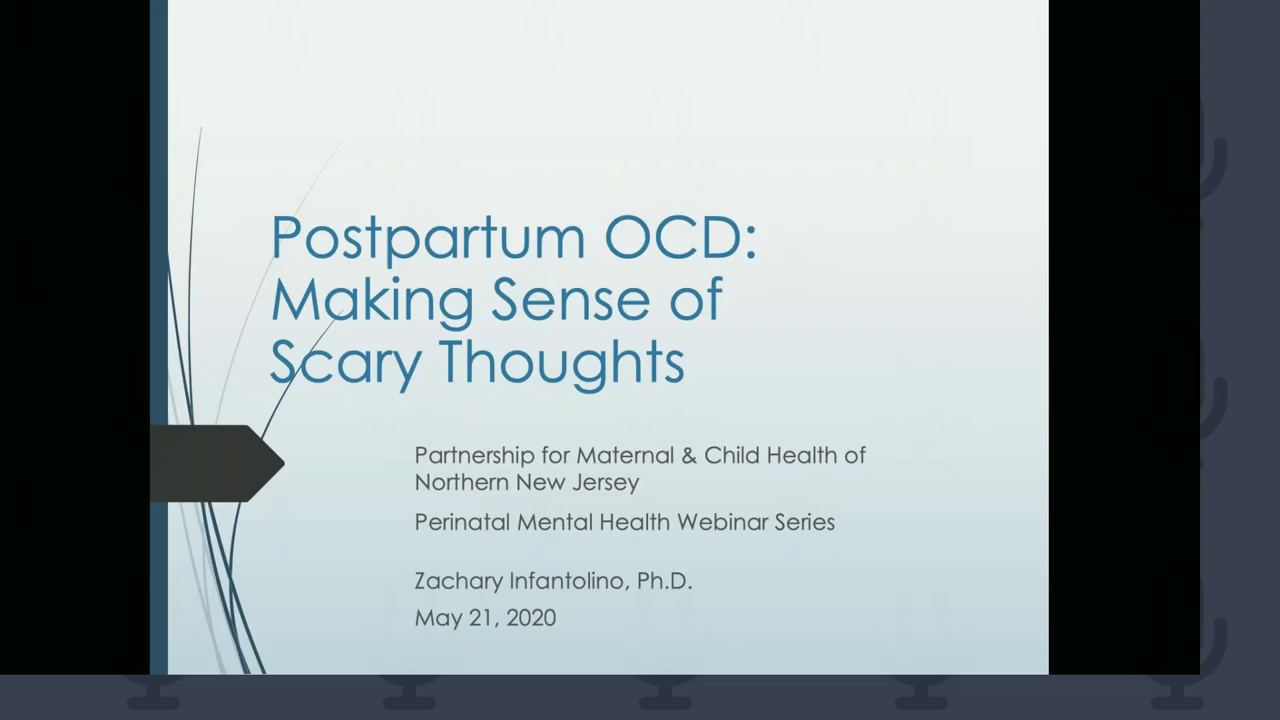 Postpartum OCD:
Making Sense of
Scary Thoughts
Partnership for Maternal & Child Health of
Northern New Jersey
Perinatal Mental Health Webinar Series
Zachary Infantolino, Ph.D.
May 21, 2020